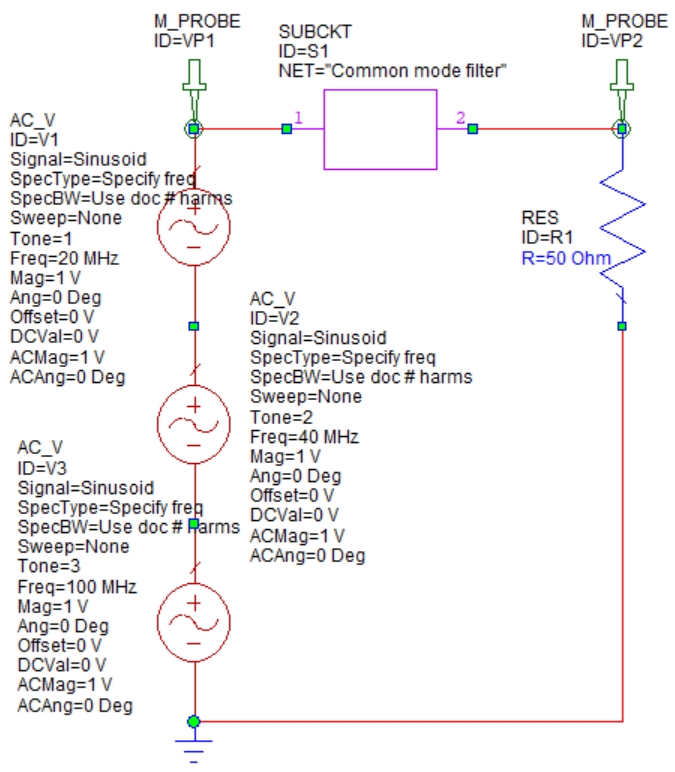 M_PROBE
ID=VP1
SUBCKT
ID=S1
NET="Common mode filter"
M_PROBE
ID=VP2
1
2
AC_V
ID=V1
Signal=Sinusoid
SpecType=Specify freq
SpecBW=Use doc # harms
Sweep=None
Tone=1
Freq=20 MHz
Mag=1 V
Ang=0 Deg
Offset=0 V
DCVal=0 V
ACMag=1 V
ACAng=0 Deg
RES
ID=R1
R=50 Ohm
AC_V
ID=V2
Signal=Sinusoid
SpecType=Specify freq
SpecBW=Use doc # harms
Sweep=None
Tone=2
Freq=40 MHz
Mag=1 V
Ang=0 Deg
Offset=0 V
DCVal=0 V
ACMag=1 V
ACAng=0 Deg
AC_V
ID=V3
Signal=Sinusoid
SpecType=Specify freq
SpecBW=Use doc # harms
Sweep=None
Tone=3
Freq=100 MHz
Mag=1 V
Ang=0 Deg
Offset=0 V
DCVal=0 V
ACMag=1 V
ACAng=0 Deg